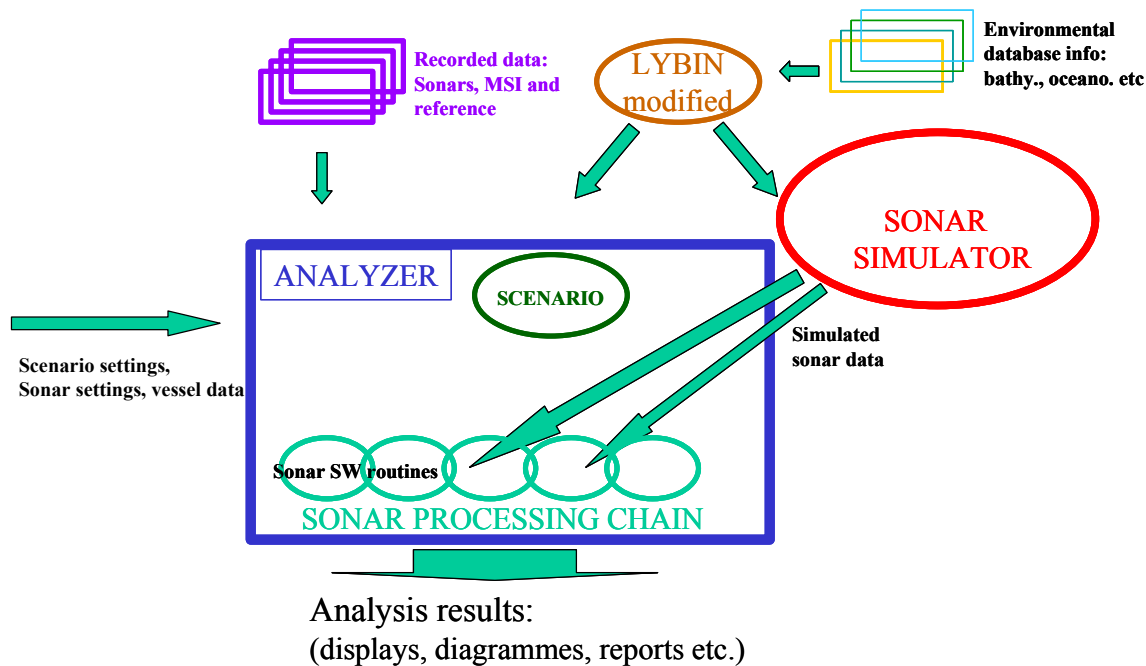 Recorded data:
Sonars, MSI and
reference
LYBIN
modified
Environmental
database info:
bathy., oceano. etc
SONAR
SIMULATOR
ANALYZER
SCENARIO
Simulated
sonar data
Scenario settings,
Sonar settings, vessel data
Sonar SW routines
SONAR PROCESSING CHAIN
Analysis results:
(displays, diagrammes, reports etc.)